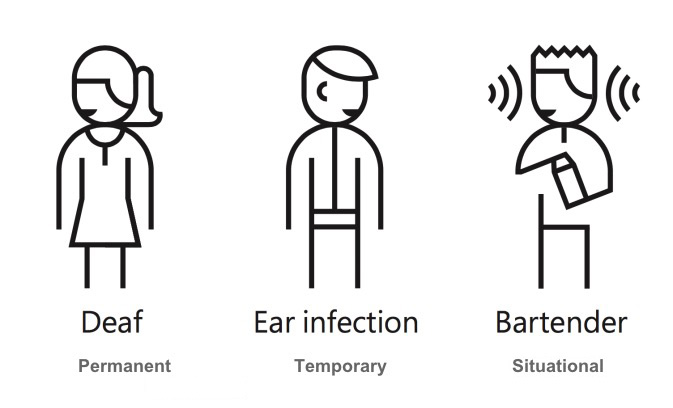 Deaf
Permanent
Ear infection
Temporary
Bartender
Situational